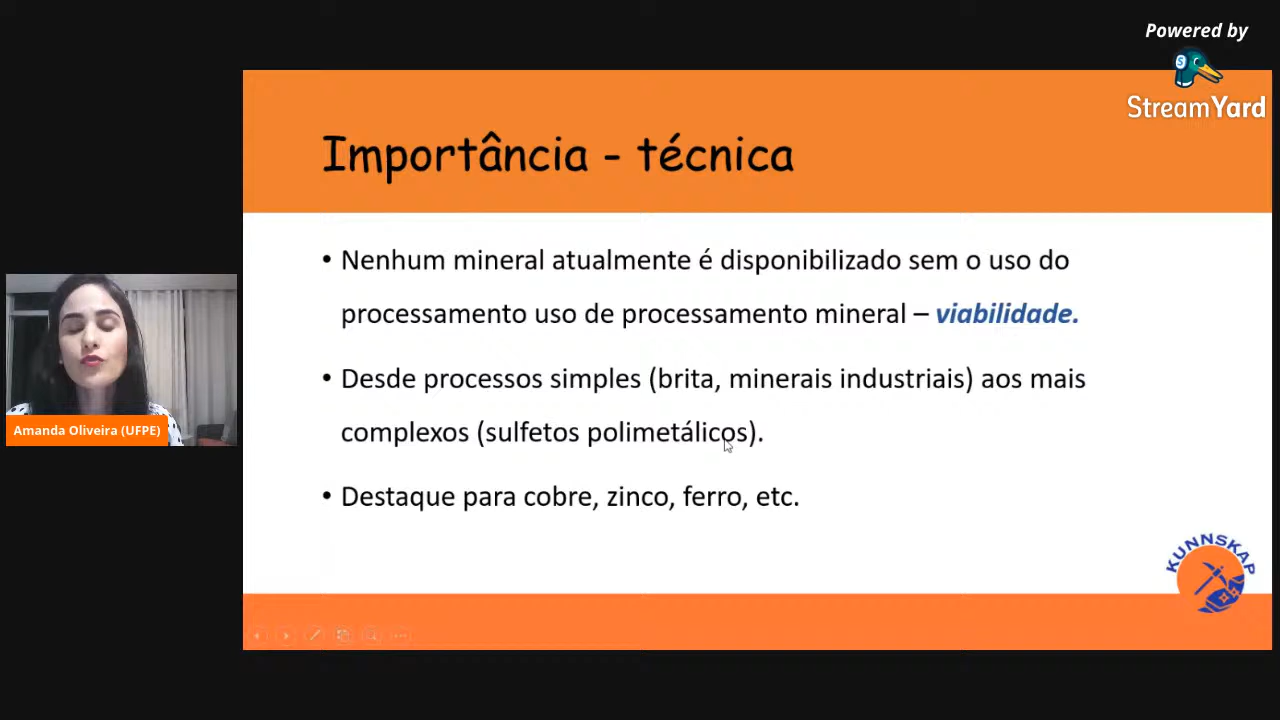 Powered by
StreamYard
Importância - técnica
• Nenhum mineral atualmente é disponibilizado sem o uso do
processamento uso de processamento mineral – viabilidade.
• Desde processos simples (brita, minerais industriais) aos mais
complexos (sulfetos polimetálicos).
• Destaque para cobre, zinco, ferro, etc.
Amanda Oliveira (UFPE)
KUNNSKAP